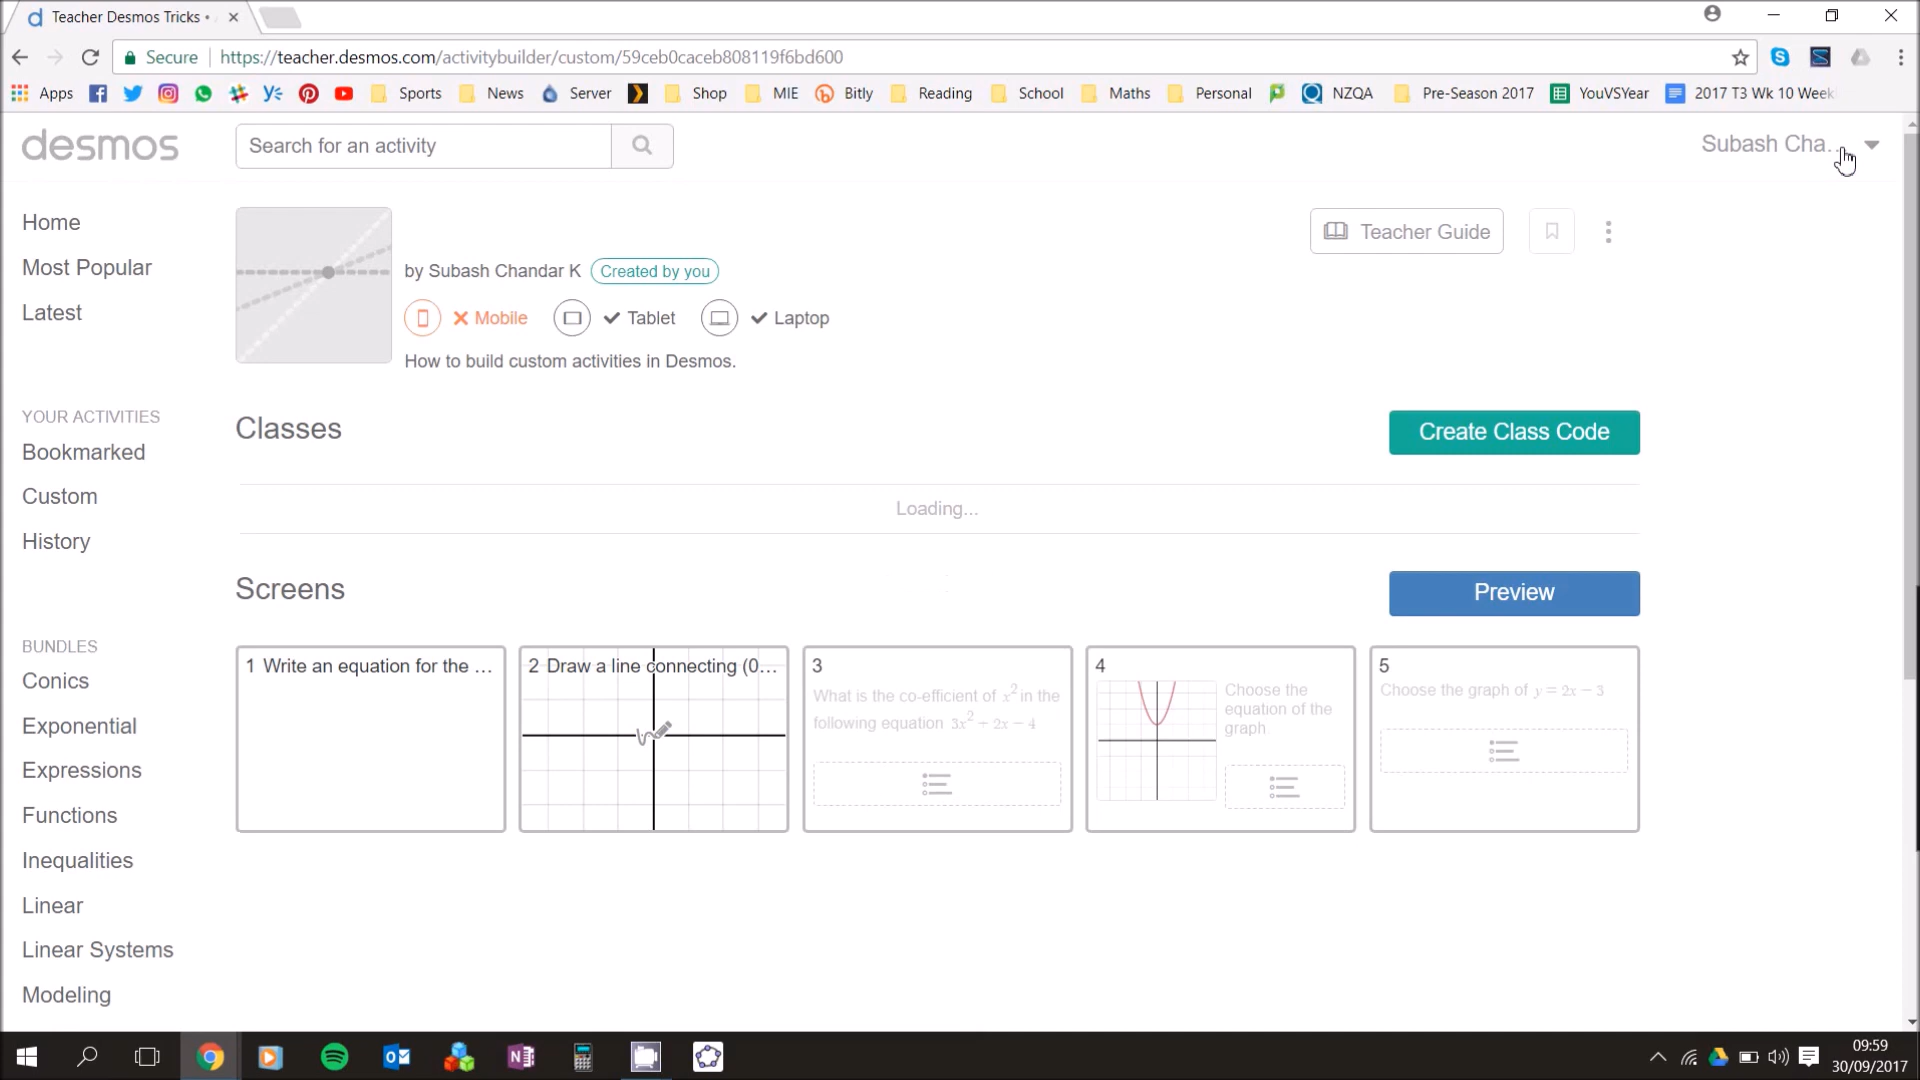 Teacher Desmos Tricks •
Secure https://teacher.desmos.com/activitybuilder/custom/59ceb0caceb808119f6bd600
Apps Sports News Server Shop MIE Bitly Reading School Maths Personal NZQA Pre-Season 2017 YouVSYear 2017 T3 Wk 10 Week
desmos Search for an activity Subash Cha...
Home
Most Popular
Latest
YOUR ACTIVITIES
Bookmarked
Custom
History
BUNDLES
Conics
Exponential
Expressions
Functions
Inequalities
Linear
Linear Systems
Modeling
Teacher Guide
by Subash Chandar K Created by you
Mobile Tablet Laptop
How to build custom activities in Desmos.
Classes Create Class Code
Loading...
Screens Preview
1 Write an equation for the ...
2 Draw a line connecting (0...
3
What is the co-efficient of x² in the
following equation 3x² + 2x − 4
4
Choose the
equation of the
graph
5
Choose the graph of y = 2x − 3
09:59
30/09/2017